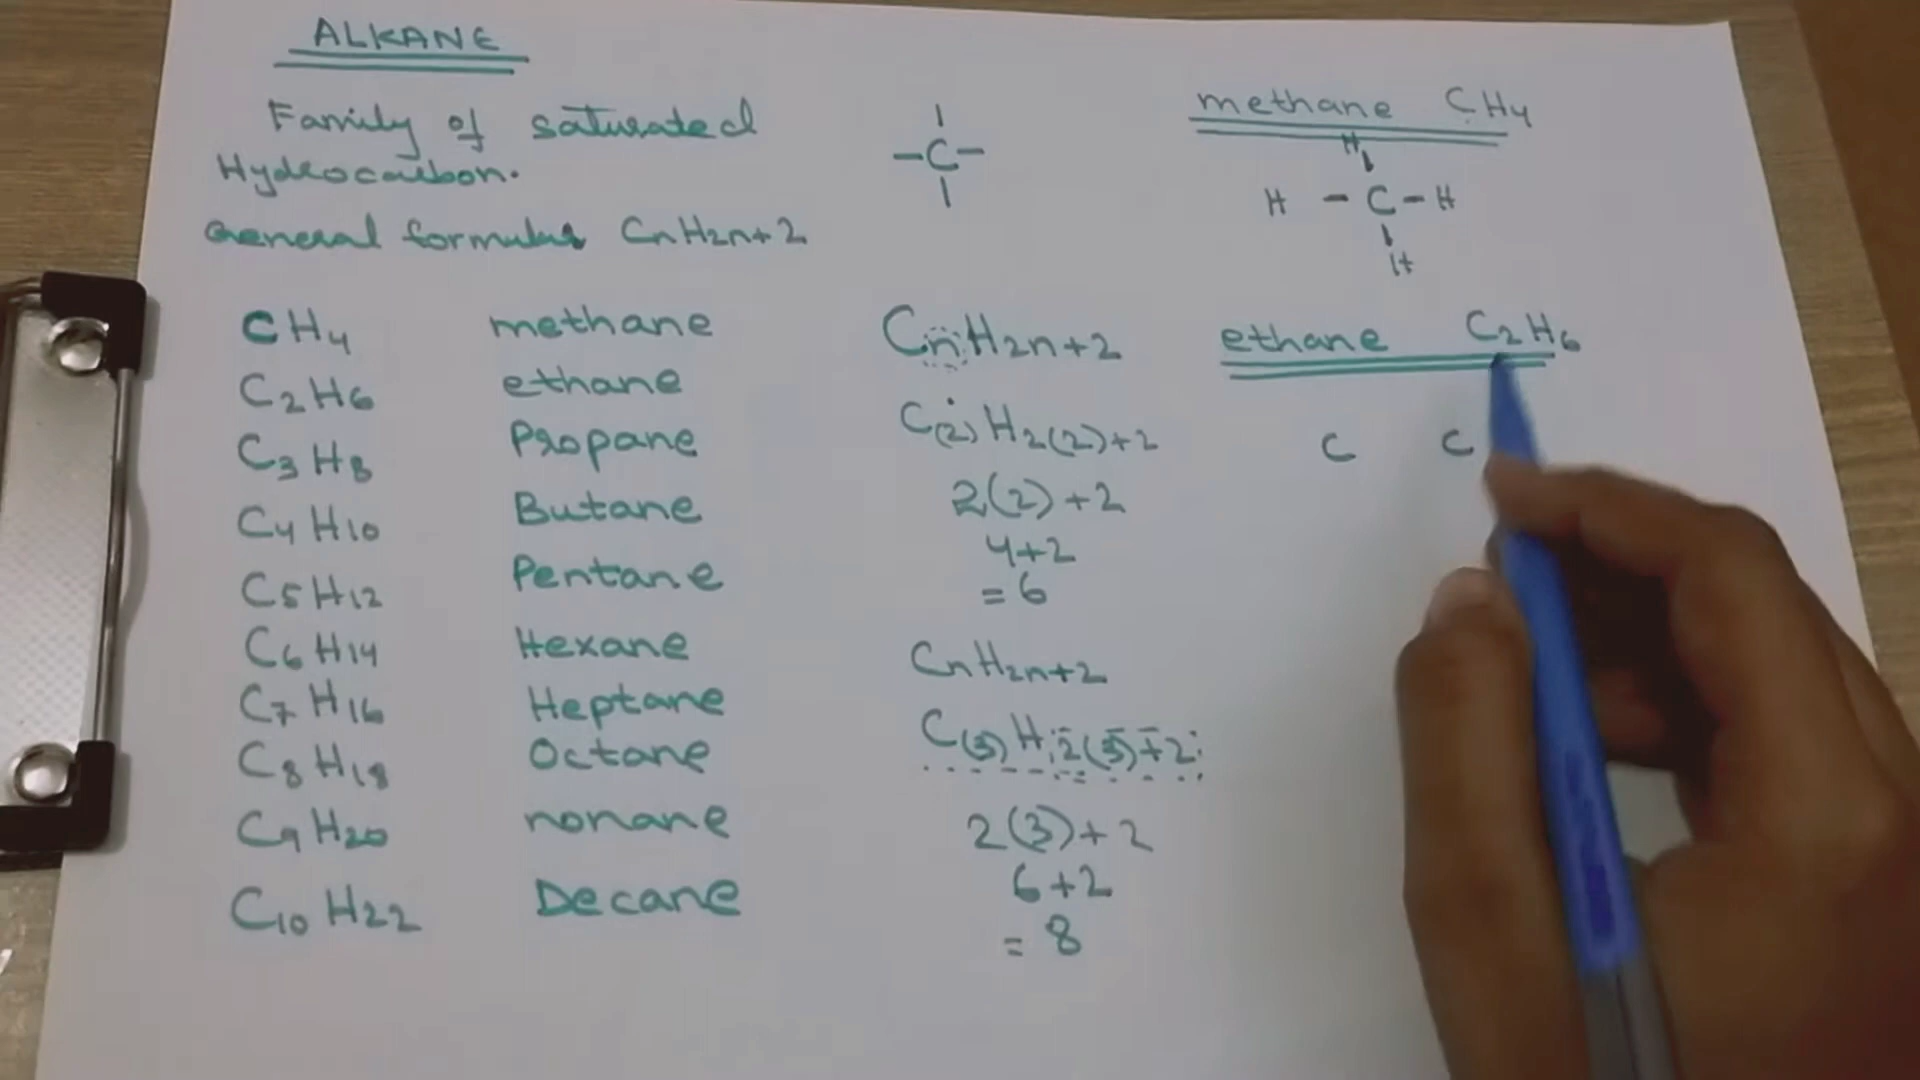 ALKANE
Family of saturated
Hydrocarbon.
General formula CnH2n+2
CH4 methane
C2H6 ethane
C3H8 Propane
C4H10 Butane
C5H12 Pentane
C6H14 Hexane
C7H16 Heptane
C8H18 Octane
C9H20 nonane
C10H22 Decane
-C-
CnH2n+2
C(2)H2(2)+2
2(2)+2
4+2
=6
CnH2n+2
C(3)H2(3)+2
2(3)+2
6+2
=8
methane CH4
H
H-C-H
H
ethane C2H6
C C